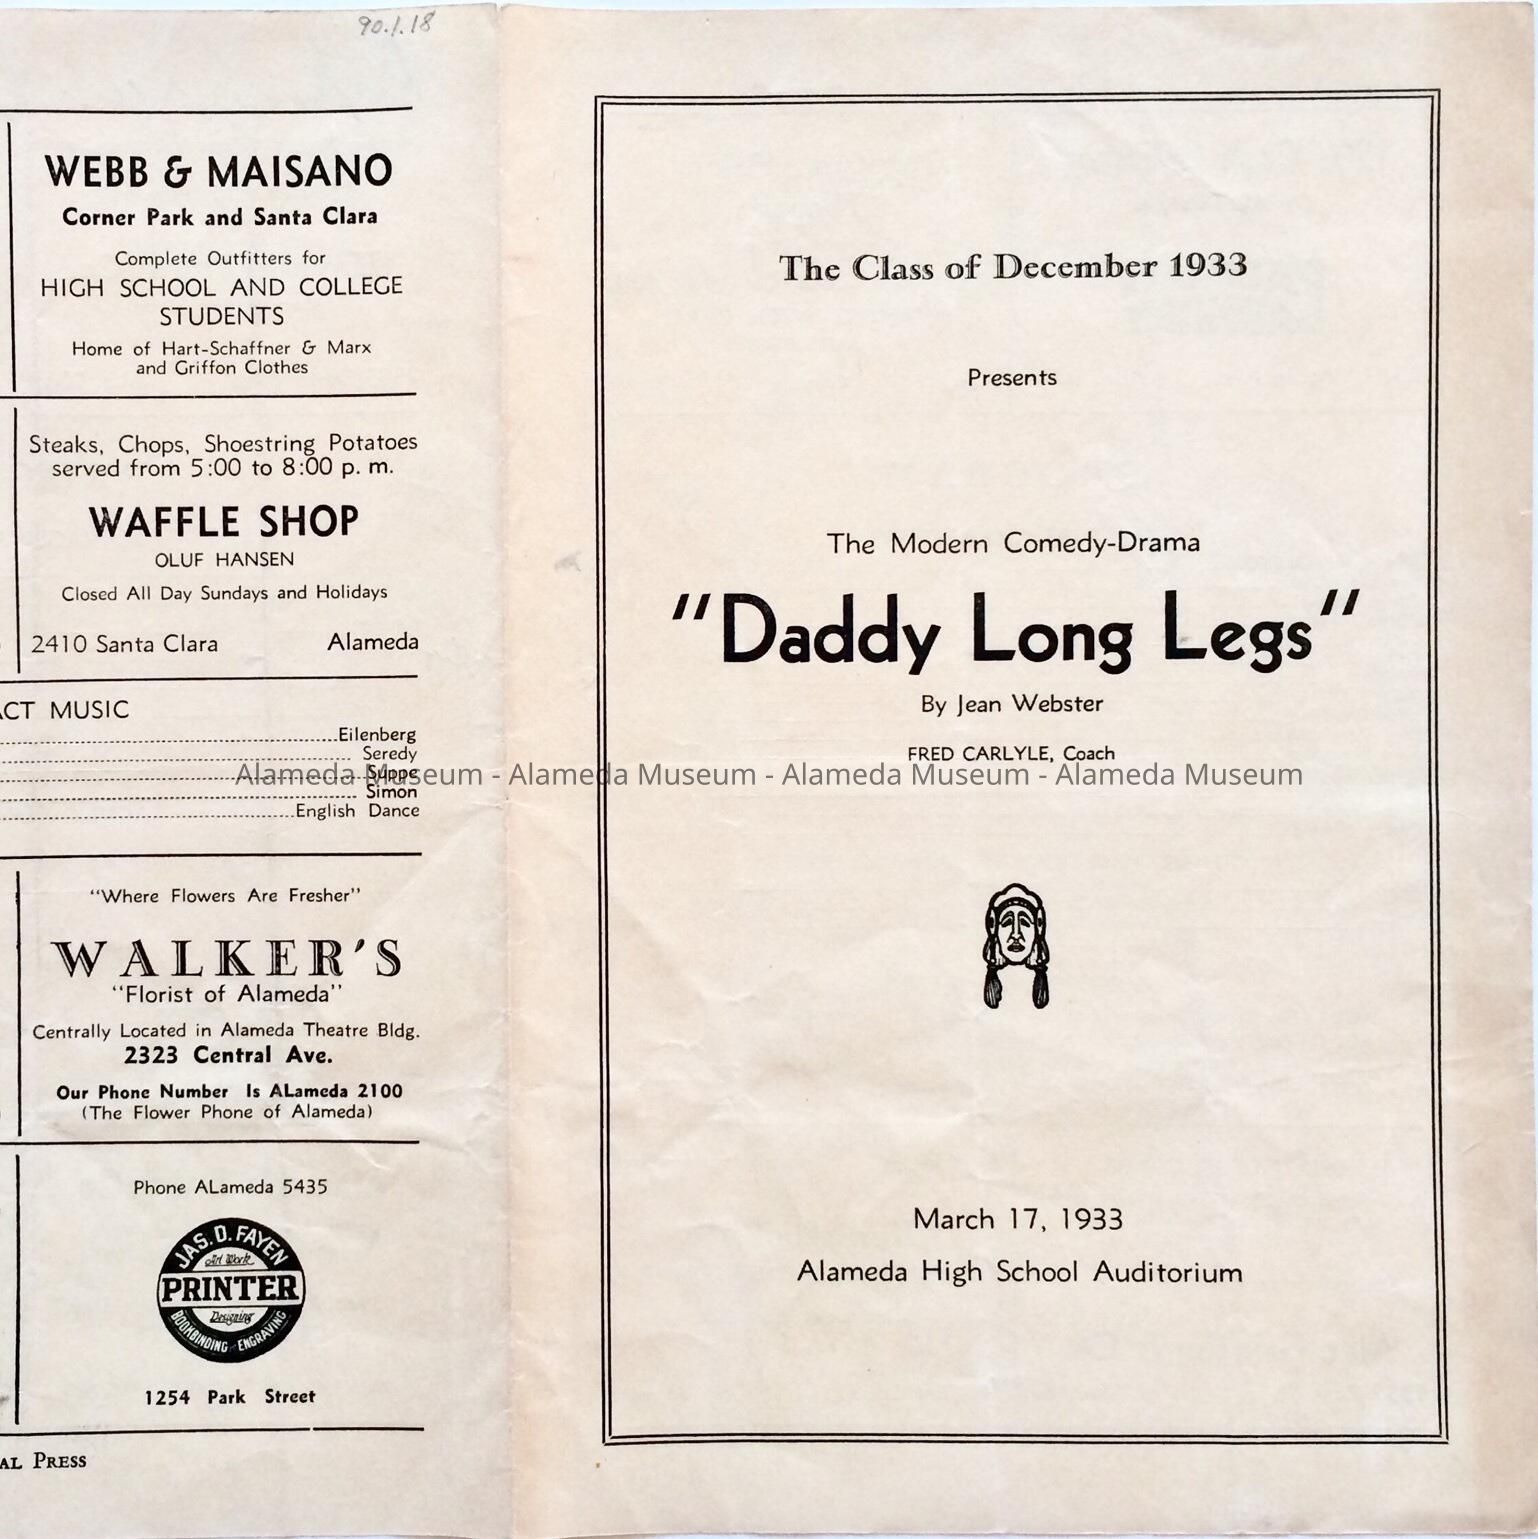 90.1.18
WEBB & MAISANO
Corner Park and Santa Clara
Complete Outfitters for
HIGH SCHOOL AND COLLEGE
STUDENTS
Home of Hart-Schaffner & Marx
and Griffon Clothes
Steaks, Chops, Shoestring Potatoes
served from 5:00 to 8:00 p. m.
WAFFLE SHOP
OLUF HANSEN
Closed All Day Sundays and Holidays
2410 Santa Clara Alameda
ACT MUSIC
Eilenberg
Seredy
Suppe
Simon
English Dance
"Where Flowers Are Fresher"
WALKER'S
"Florist of Alameda"
Centrally Located in Alameda Theatre Bldg.
2323 Central Ave.
Our Phone Number Is ALameda 2100
(The Flower Phone of Alameda)
Phone ALameda 5435
JAS. D. FAYEN
Art Work
PRINTER
Designing
BOOKBINDING - ENGRAVING
1254 Park Street
AL PRESS
The Class of December 1933
Presents
The Modern Comedy-Drama
"Daddy Long Legs"
By Jean Webster
FRED CARLYLE, Coach
Alameda Museum - Alameda Museum - Alameda Museum - Alameda Museum
March 17, 1933
Alameda High School Auditorium